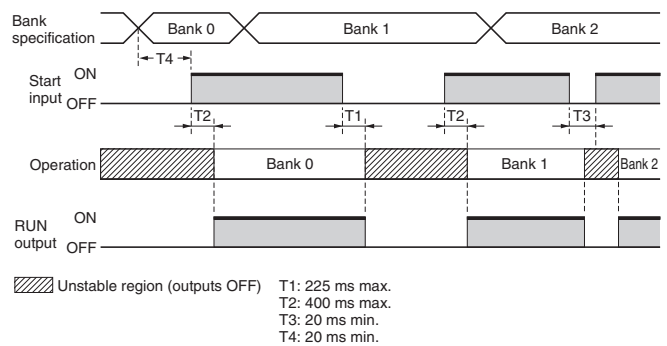 Bank specification
Bank 0
Bank 1
Bank 2
T4
Start input
ON
OFF
T2
T1
T2
T3
Operation
Bank 0
Bank 1
Bank 2
RUN output
ON
OFF
Unstable region (outputs OFF)
T1: 225 ms max.
T2: 400 ms max.
T3: 20 ms min.
T4: 20 ms min.